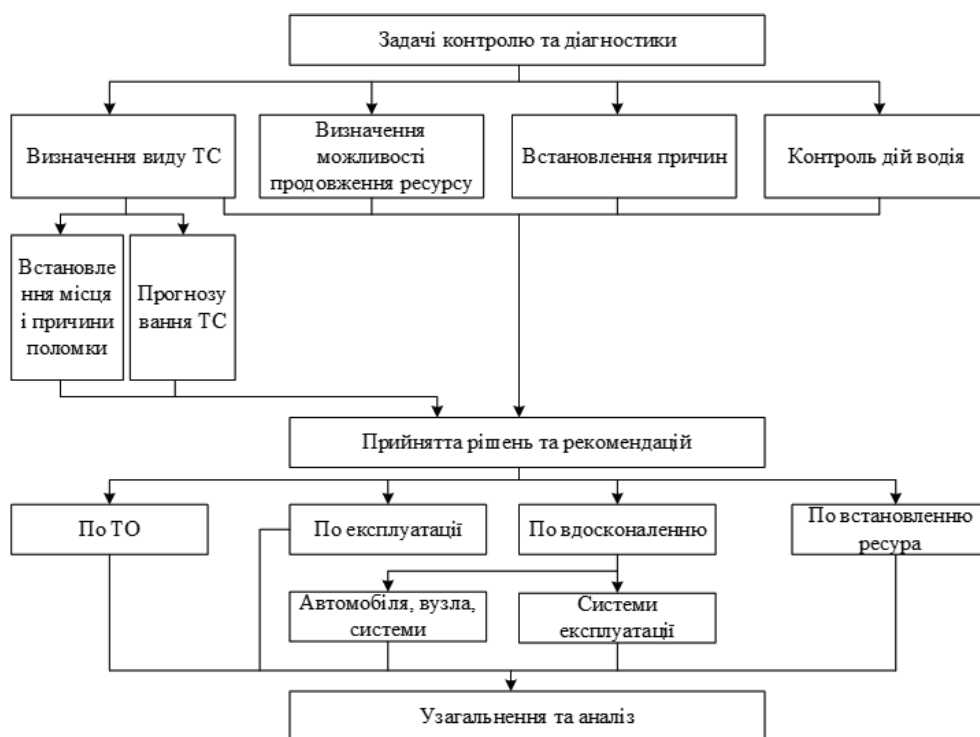 Задачі контролю та діагностики
Визначення виду ТС
Визначення
можливості
продовження ресурсу
Встановлення причин
Контроль дій водія
Встановле
ння місця
і причини
поломки
Прогнозу
вання ТС
Прийнятта рішень та рекомендацій
По ТО
По експлуатації
По вдосконаленню
По встановленню
ресура
Автомобіля, вузла,
системи
Системи
експлуатації
Узагальнення та аналіз